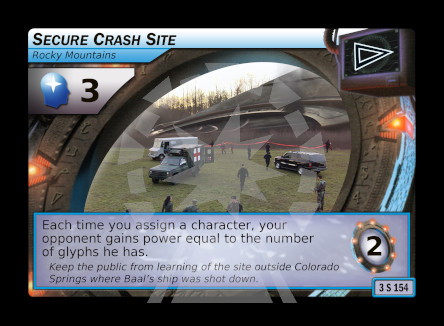 SECURE CRASH SITE
Rocky Mountains
3
Each time you assign a character, your
opponent gains power equal to the number
of glyphs he has.
2
Keep the public from learning of the site outside Colorado
Springs where Baal's ship was shot down.
3 S 154